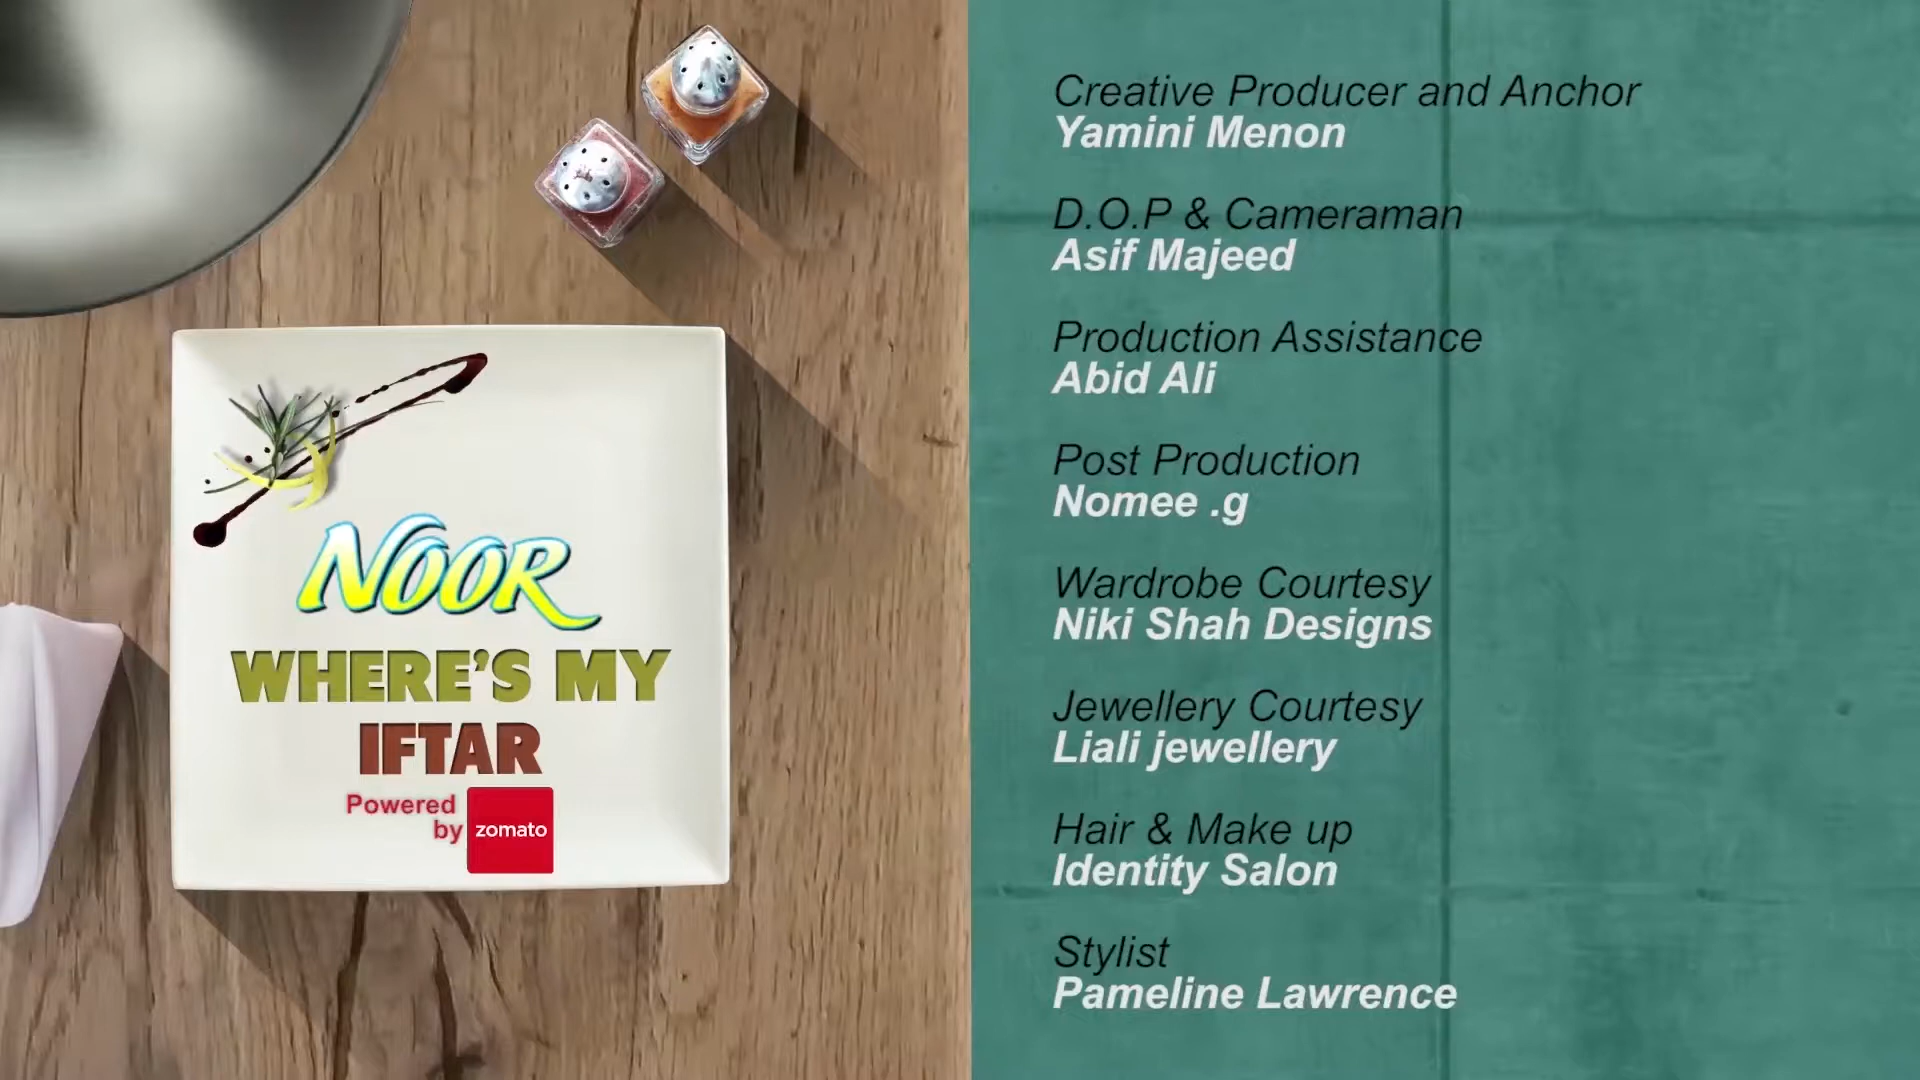 NOOR
WHERE'S MY
IFTAR
Powered
by zomato
Creative Producer and Anchor
Yamini Menon
D.O.P & Cameraman
Asif Majeed
Production Assistance
Abid Ali
Post Production
Nomee .g
Wardrobe Courtesy
Niki Shah Designs
Jewellery Courtesy
Liali jewellery
Hair & Make up
Identity Salon
Stylist
Pameline Lawrence